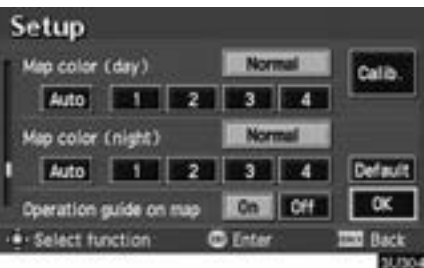 Setup
Map color (day) Normal
Calib.
Auto 1 2 3 4
Map color (night) Normal
Auto 1 2 3 4 Default
Operation guide on map On Off OK
Select function Enter Back